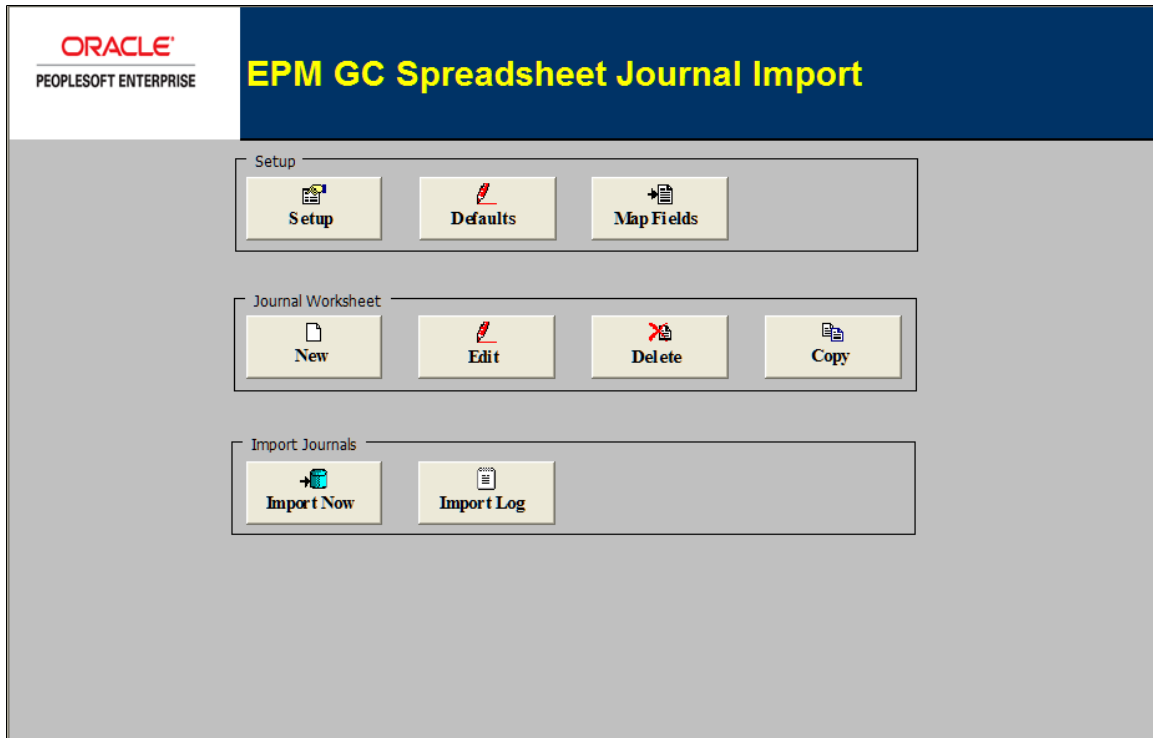 ORACLE'
PEOPLESOFT ENTERPRISE
EPM GC Spreadsheet Journal Import
Setup
Setup
Defaults
Map Fields
Journal Worksheet
New
Edit
Delete
Copy
Import Journals
Import Now
Import Log